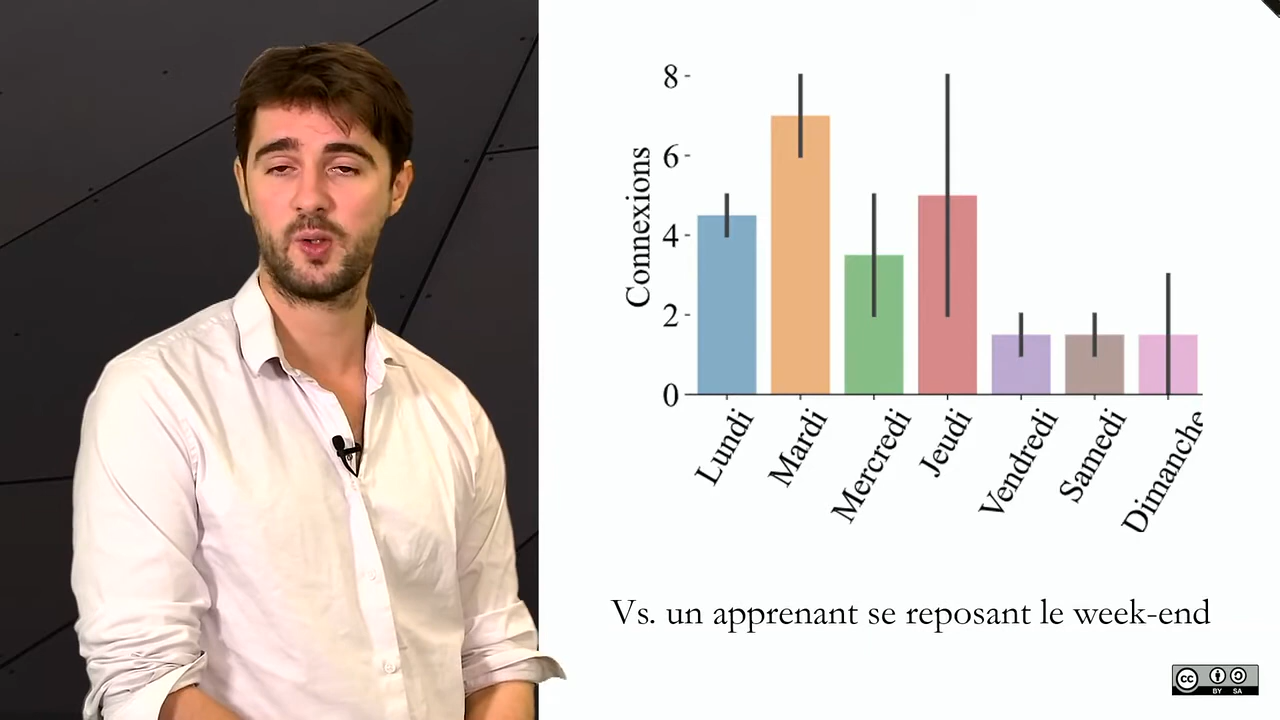 8
6
4
2
0
Connexions
Lundi
Mardi
Mercredi
Jeudi
Vendredi
Samedi
Dimanche
Vs. un apprenant se reposant le week-end
cc
BY SA